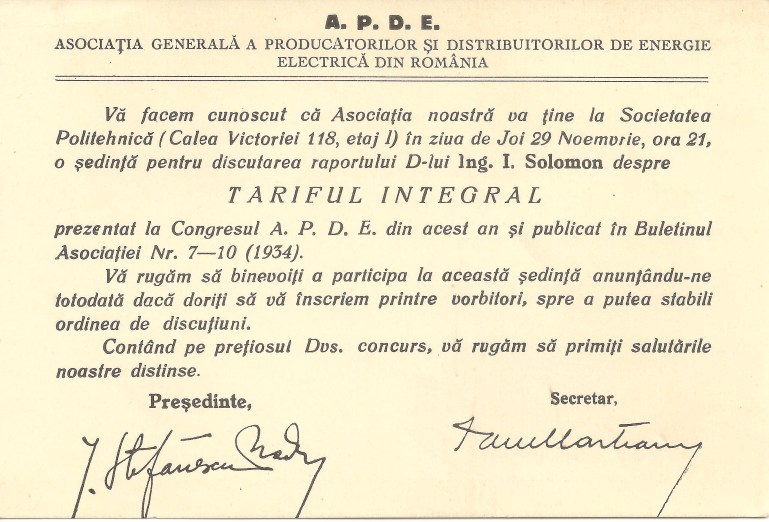 A. P. D. E.
ASOCIAȚIA GENERALĂ A PRODUCĂTORILOR ȘI DISTRIBUITORILOR DE ENERGIE
ELECTRICĂ DIN ROMÂNIA
Vă facem cunoscut că Asociația noastră va ține la Societatea
Politehnică (Calea Victoriei 118, etaj I) în ziua de Joi 29 Noemvrie, ora 21,
o ședință pentru discutarea raportului D-lui Ing. I. Solomon despre
TARIFUL INTEGRAL
prezentat la Congresul A. P. D. E. din acest an și publicat în Buletinul
Asociației Nr. 7—10 (1934).
Vă rugăm să binevoiți a participa la această ședință anunțându-ne
totodată dacă doriți să vă înscriem printre vorbitori, spre a putea stabili
ordinea de discuțiuni.
Contând pe prețiosul Dvs. concurs, vă rugăm să primiți salutările
noastre distinse.
Președinte,
Secretar,
I. Ștefănescu Radu